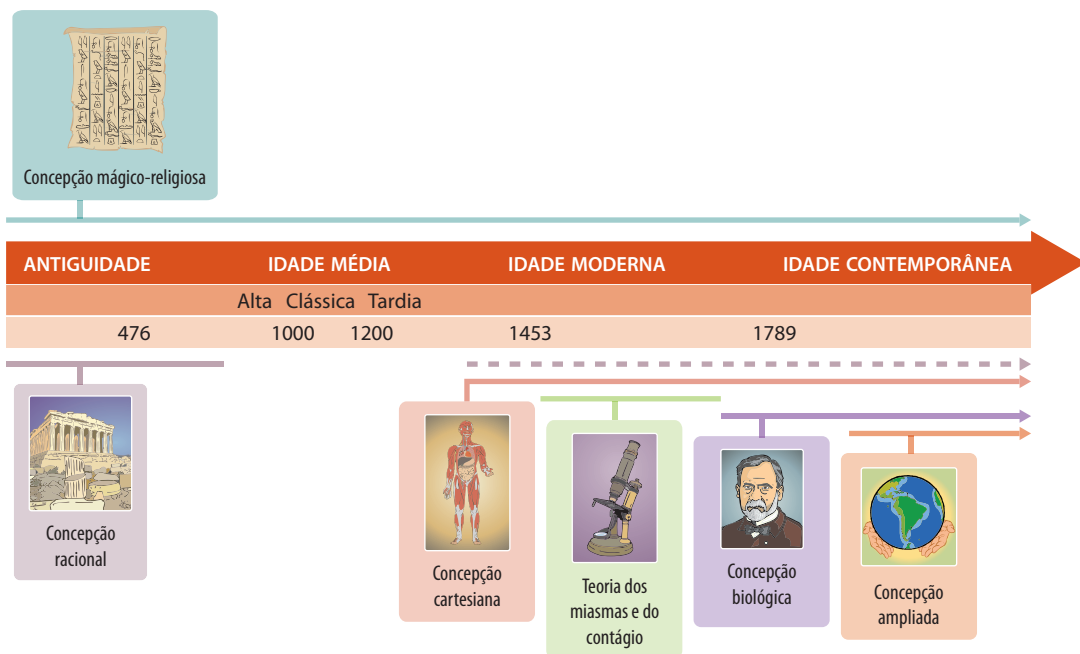 Concepção mágico-religiosa
ANTIGUIDADE IDADE MÉDIA IDADE MODERNA IDADE CONTEMPORÂNEA
Alta Clássica Tardia
476 1000 1200 1453 1789
Concepção
racional
Concepção
cartesiana
Teoria dos
miasmas e do
contágio
Concepção
biológica
Concepção
ampliada